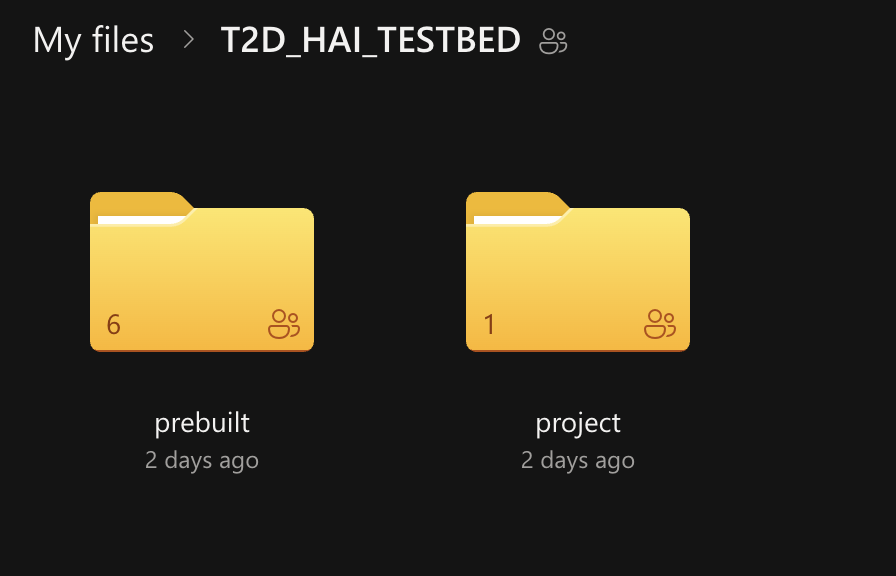 My files > T2D_HAI_TESTBED
6
1
prebuilt
project
2 days ago
2 days ago